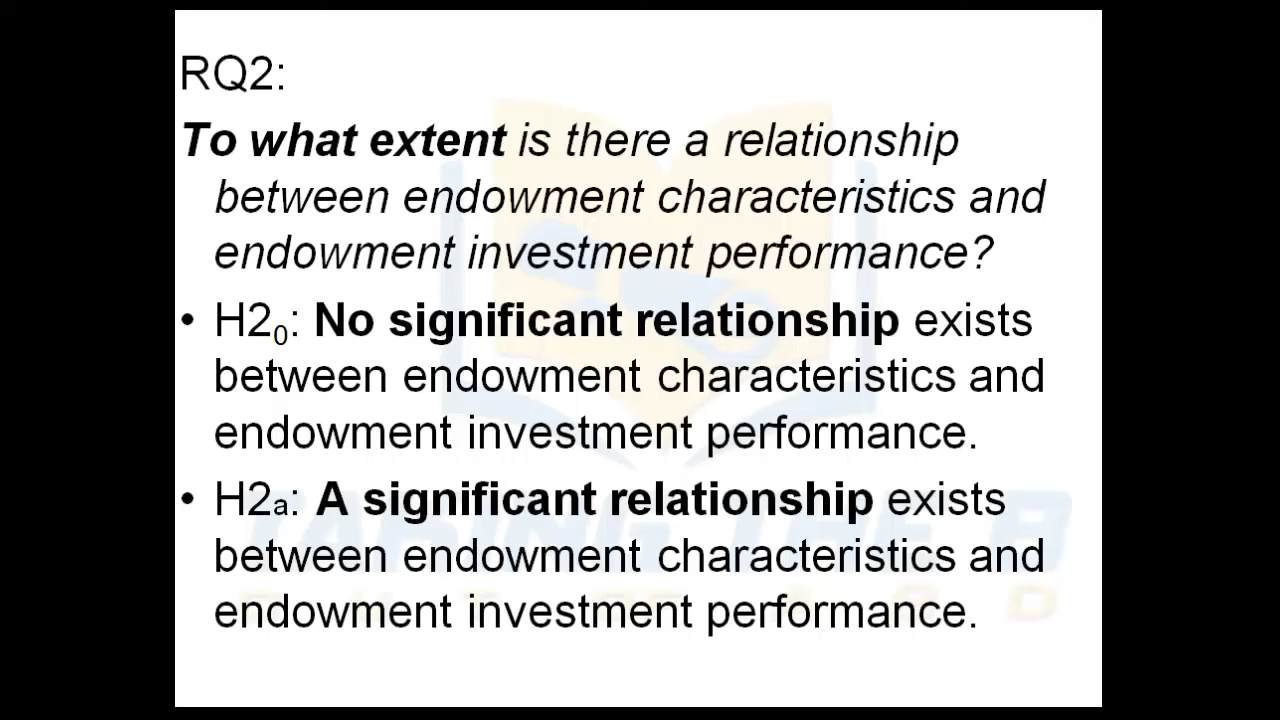 RQ2:
To what extent is there a relationship
between endowment characteristics and
endowment investment performance?
• H2₀: No significant relationship exists
between endowment characteristics and
endowment investment performance.
• H2a: A significant relationship exists
between endowment characteristics and
endowment investment performance.